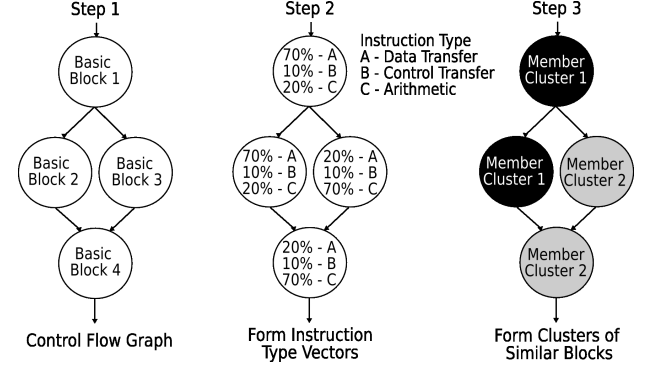 Step 1
Basic
Block 1
Basic
Block 2
Basic
Block 3
Basic
Block 4
Control Flow Graph
Step 2
70% - A
10% - B
20% - C
Instruction Type
A - Data Transfer
B - Control Transfer
C - Arithmetic
70% - A
10% - B
20% - C
20% - A
10% - B
70% - C
20% - A
10% - B
70% - C
Form Instruction
Type Vectors
Step 3
Member
Cluster 1
Member
Cluster 1
Member
Cluster 2
Member
Cluster 2
Form Clusters of
Similar Blocks